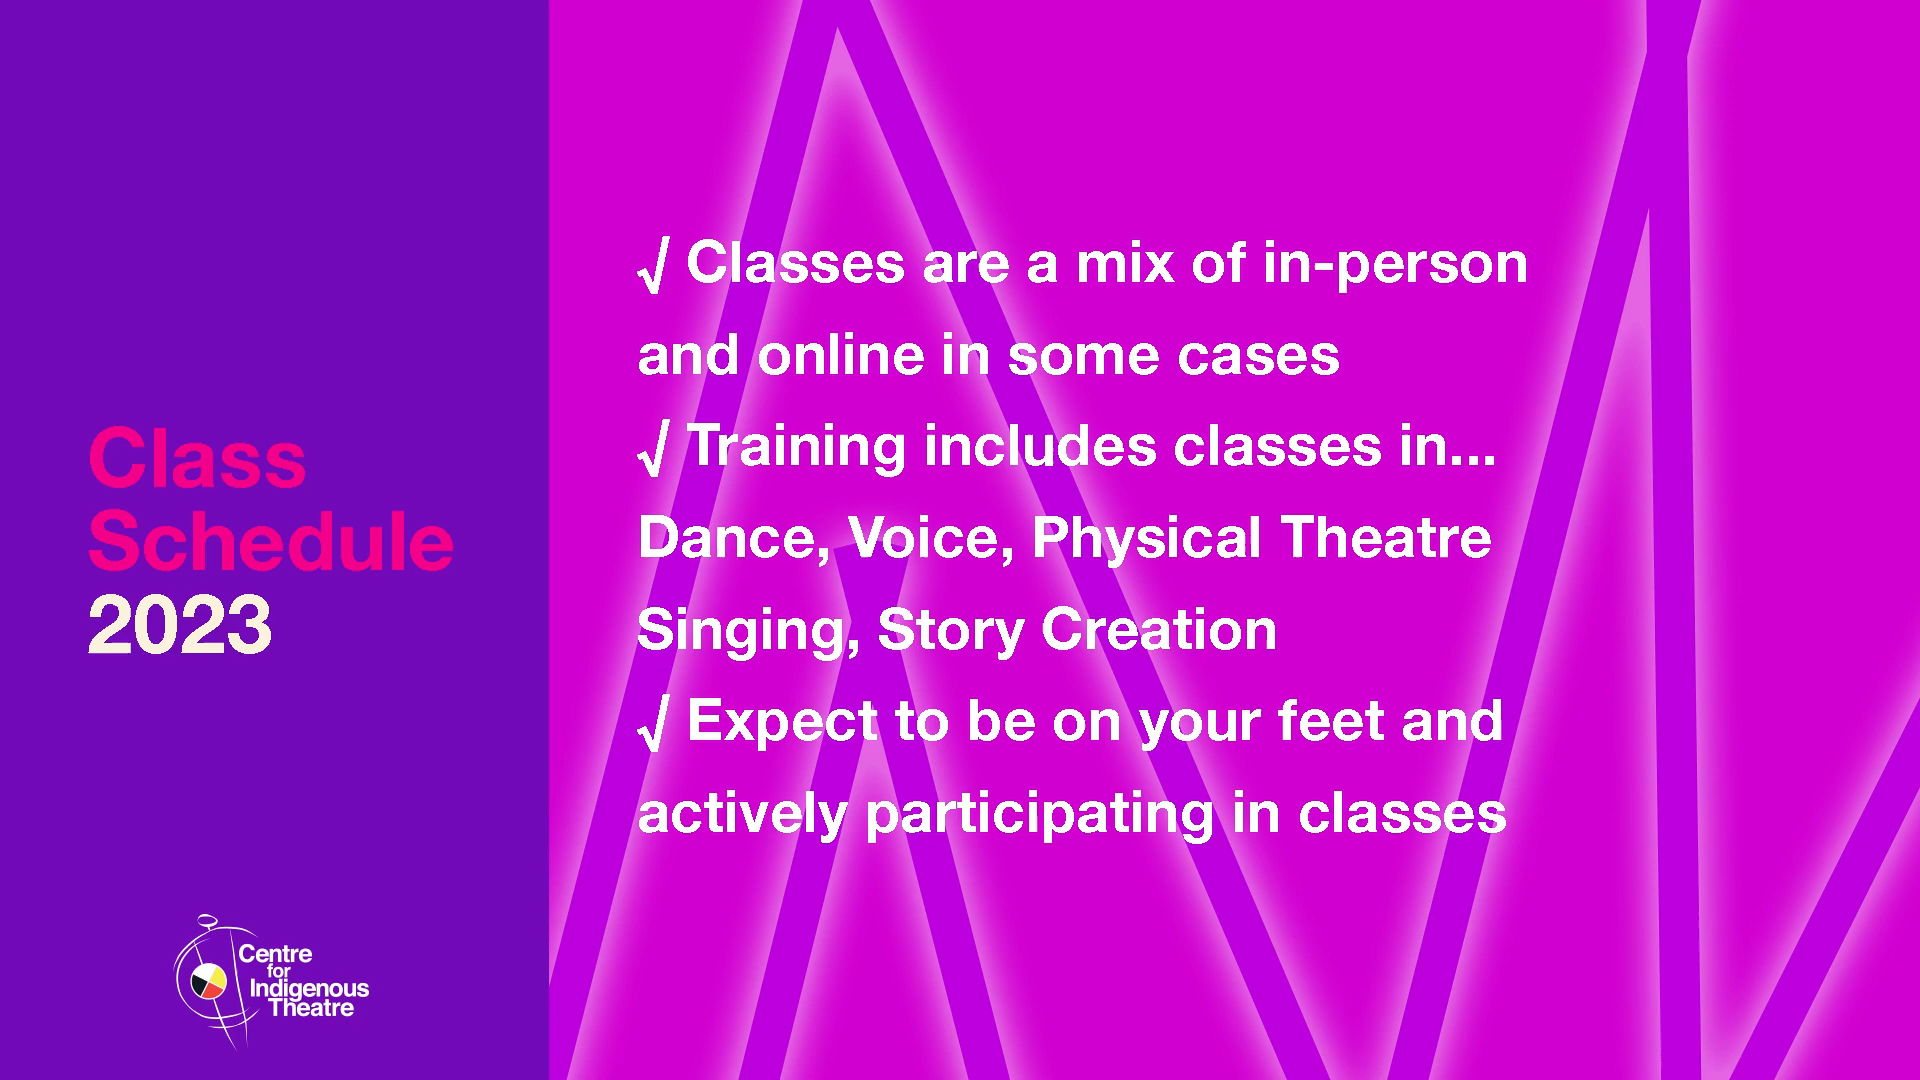 Class
Schedule
2023
Centre
for
Indigenous
Theatre
√ Classes are a mix of in-person
and online in some cases
√ Training includes classes in...
Dance, Voice, Physical Theatre
Singing, Story Creation
√ Expect to be on your feet and
actively participating in classes